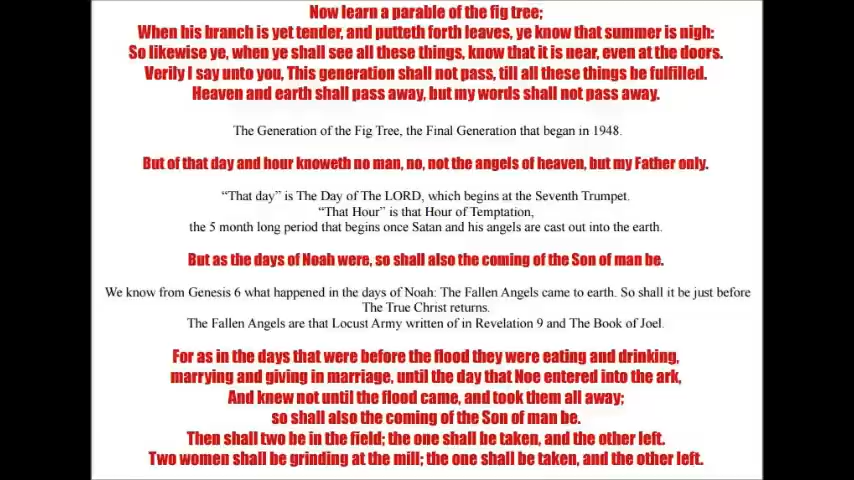 Now learn a parable of the fig tree;
When his branch is yet tender, and putteth forth leaves, ye know that summer is nigh:
So likewise ye, when ye shall see all these things, know that it is near, even at the doors.
Verily I say unto you, This generation shall not pass, till all these things be fulfilled.
Heaven and earth shall pass away, but my words shall not pass away.
The Generation of the Fig Tree, the Final Generation that began in 1948.
But of that day and hour knoweth no man, no, not the angels of heaven, but my Father only.
“That day” is The Day of The LORD, which begins at the Seventh Trumpet.
“That Hour” is that Hour of Temptation,
the 5 month long period that begins once Satan and his angels are cast out into the earth.
But as the days of Noah were, so shall also the coming of the Son of man be.
We know from Genesis 6 what happened in the days of Noah: The Fallen Angels came to earth. So shall it be just before
The True Christ returns.
The Fallen Angels are that Locust Army written of in Revelation 9 and The Book of Joel.
For as in the days that were before the flood they were eating and drinking,
marrying and giving in marriage, until the day that Noe entered into the ark,
And knew not until the flood came, and took them all away;
so shall also the coming of the Son of man be.
Then shall two be in the field; the one shall be taken, and the other left.
Two women shall be grinding at the mill; the one shall be taken, and the other left.